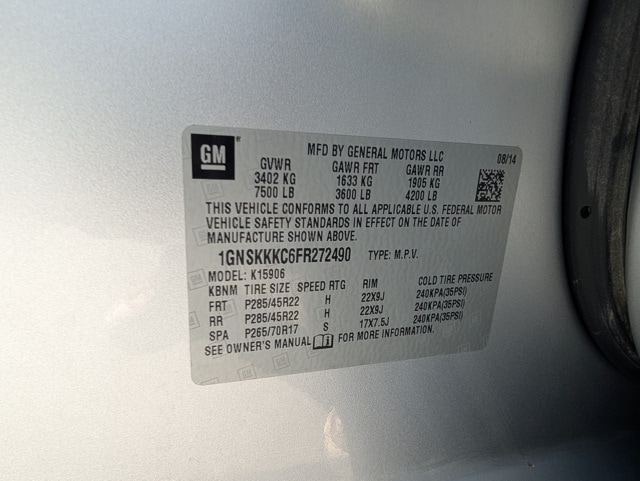 GM
MFD BY GENERAL MOTORS LLC 08/14
GVWR GAWR FRT GAWR RR
3402 KG 1633 KG 1905 KG
7500 LB 3600 LB 4200 LB
THIS VEHICLE CONFORMS TO ALL APPLICABLE U.S. FEDERAL MOTOR
VEHICLE SAFETY STANDARDS IN EFFECT ON THE DATE OF
MANUFACTURE SHOWN ABOVE.
1GNSKKKC6FR272490 TYPE: M.P.V.
MODEL: K15906
KBNM TIRE SIZE SPEED RTG RIM COLD TIRE PRESSURE
FRT P285/45R22 H 22X9J 240KPA(35PSI)
RR P285/45R22 H 22X9J 240KPA(35PSI)
SPA P265/70R17 S 17X7.5J 240KPA(35PSI)
SEE OWNER'S MANUAL FOR MORE INFORMATION.